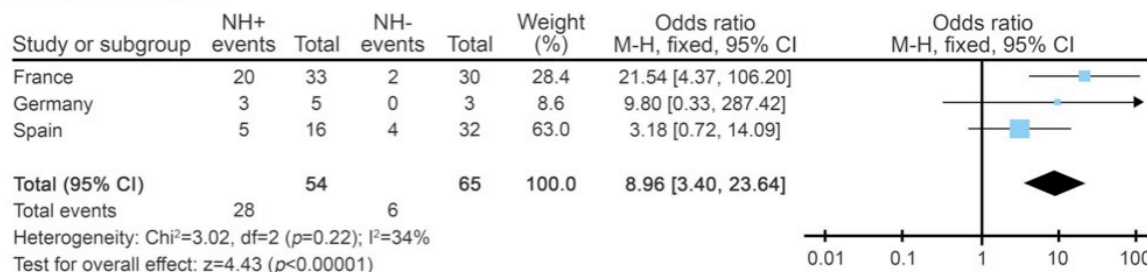 Study or subgroup NH+ events Total NH- events Total Weight (%) Odds ratio M-H, fixed, 95% CI Odds ratio M-H, fixed, 95% CI
France 20 33 2 30 28.4 21.54 [4.37, 106.20]
Germany 3 5 0 3 8.6 9.80 [0.33, 287.42]
Spain 5 16 4 32 63.0 3.18 [0.72, 14.09]
Total (95% CI) 54 65 100.0 8.96 [3.40, 23.64]
Total events 28 6
Heterogeneity: Chi²=3.02, df=2 (p=0.22); I²=34%
Test for overall effect: z=4.43 (p<0.00001)
0.01 0.1 1 10 100